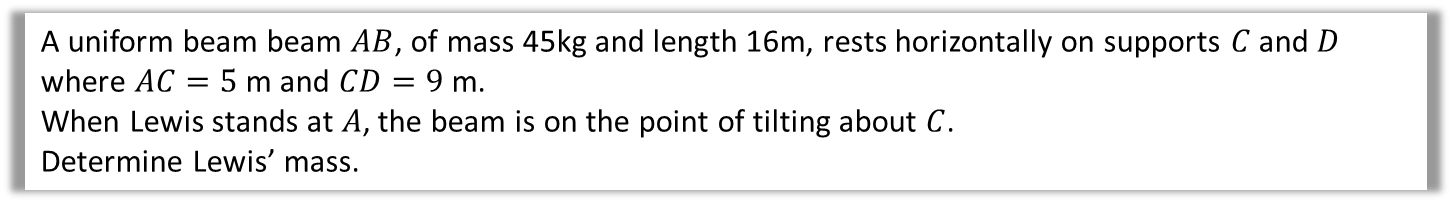 A uniform beam beam AB, of mass 45kg and length 16m, rests horizontally on supports C and D
where AC = 5 m and CD = 9 m.
When Lewis stands at A, the beam is on the point of tilting about C.
Determine Lewis’ mass.